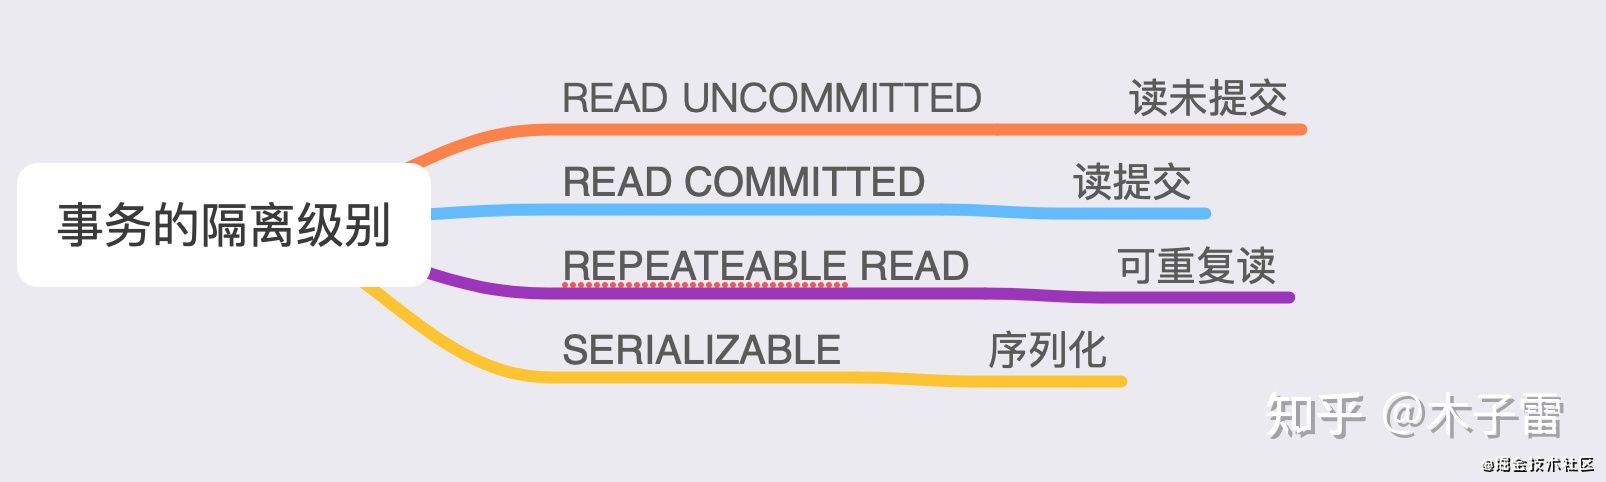 READ UNCOMMITTED 读未提交
READ COMMITTED 读提交
事务的隔离级别
REPEATEABLE READ 可重复读
SERIALIZABLE 序列化
知乎 @木子雷
@掘金技术社区